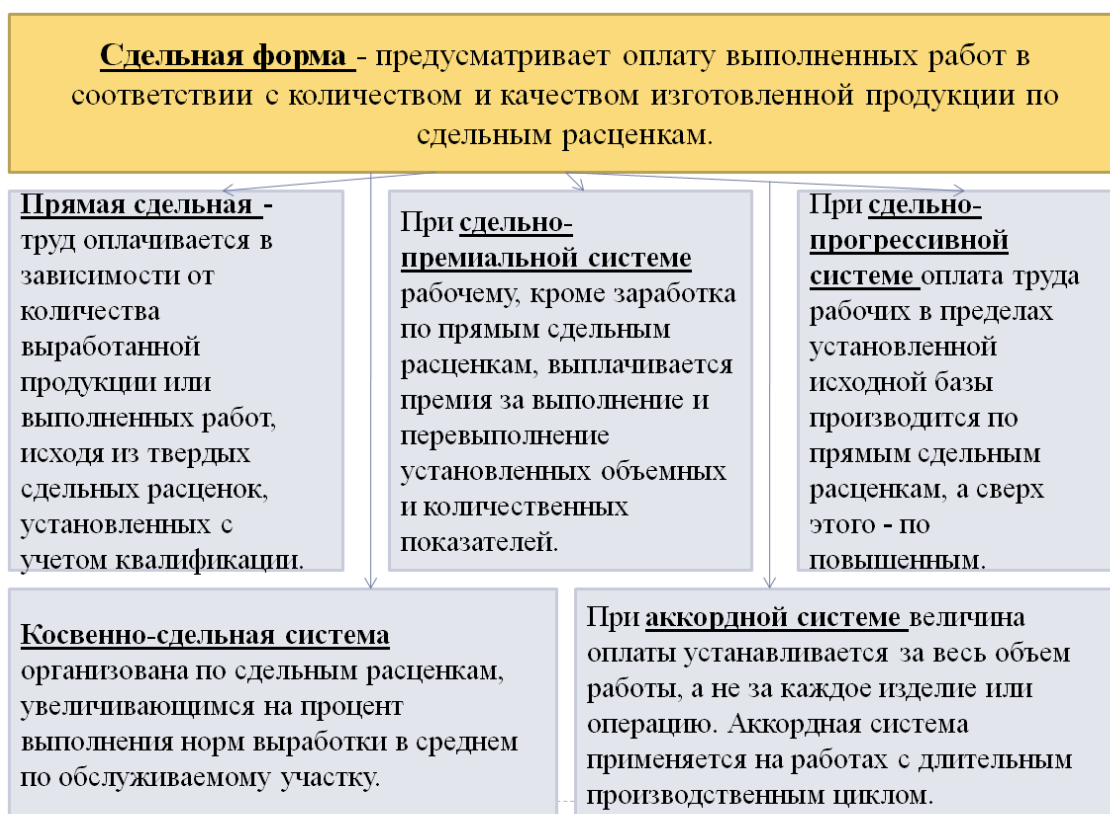 Сдельная форма - предусматривает оплату выполненных работ в
соответствии с количеством и качеством изготовленной продукции по
сдельным расценкам.
Прямая сдельная -
труд оплачивается в
зависимости от
количества
выработанной
продукции или
выполненных работ,
исходя из твердых
сдельных расценок,
установленных с
учетом квалификации.
При сдельно-
премиальной системе
рабочему, кроме заработка
по прямым сдельным
расценкам, выплачивается
премия за выполнение и
перевыполнение
установленных объемных
и количественных
показателей.
При сдельно-
прогрессивной
системе оплата труда
рабочих в пределах
установленной
исходной базы
производится по
прямым сдельным
расценкам, а сверх
этого - по
повышенным.
Косвенно-сдельная система
организована по сдельным расценкам,
увеличивающимся на процент
выполнения норм выработки в среднем
по обслуживаемому участку.
При аккордной системе величина
оплаты устанавливается за весь объем
работы, а не за каждое изделие или
операцию. Аккордная система
применяется на работах с длительным
производственным циклом.